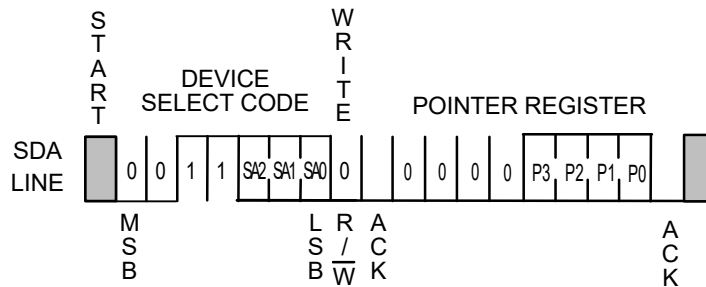 START
WRITE
DEVICE
SELECT CODE
POINTER REGISTER
SDA
LINE
0 0 1 1 SA2 SA1 SA0 0 0 0 0 0 P3 P2 P1 P0
MSB
LSB
R/W
ACK
ACK